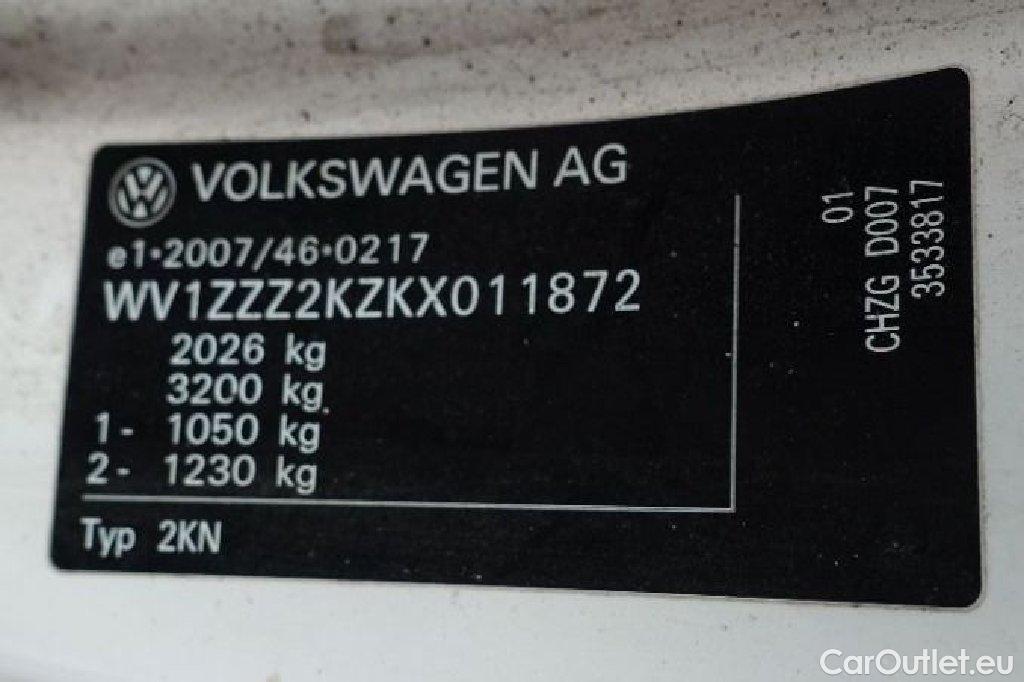 VOLKSWAGEN AG
e1*2007/46*0217
WV1ZZZ2KZKX011872
2026 kg
3200 kg
1- 1050 kg
2- 1230 kg
Typ 2KN
01
CHZG D007
3533817
CarOutlet.eu